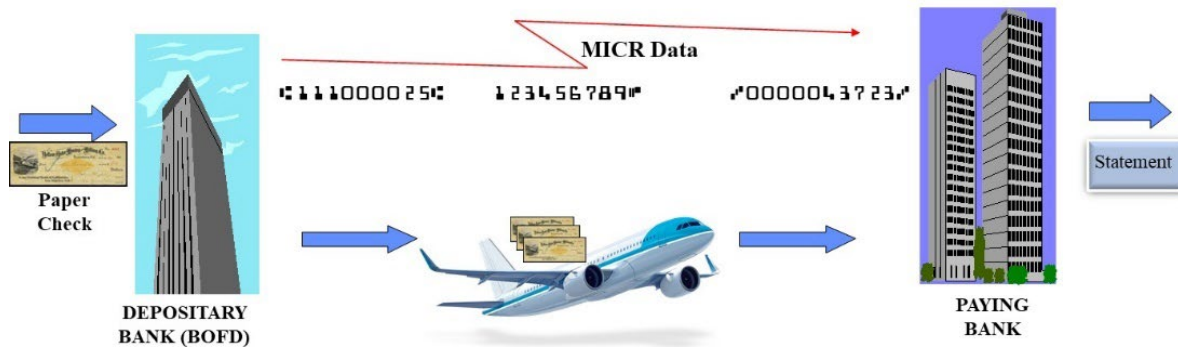 MICR Data
⑆111000025⑆ 123456789⑈ ⑇0000043723⑇
Paper
Check
Statement
DEPOSITARY
BANK (BOFD)
PAYING
BANK